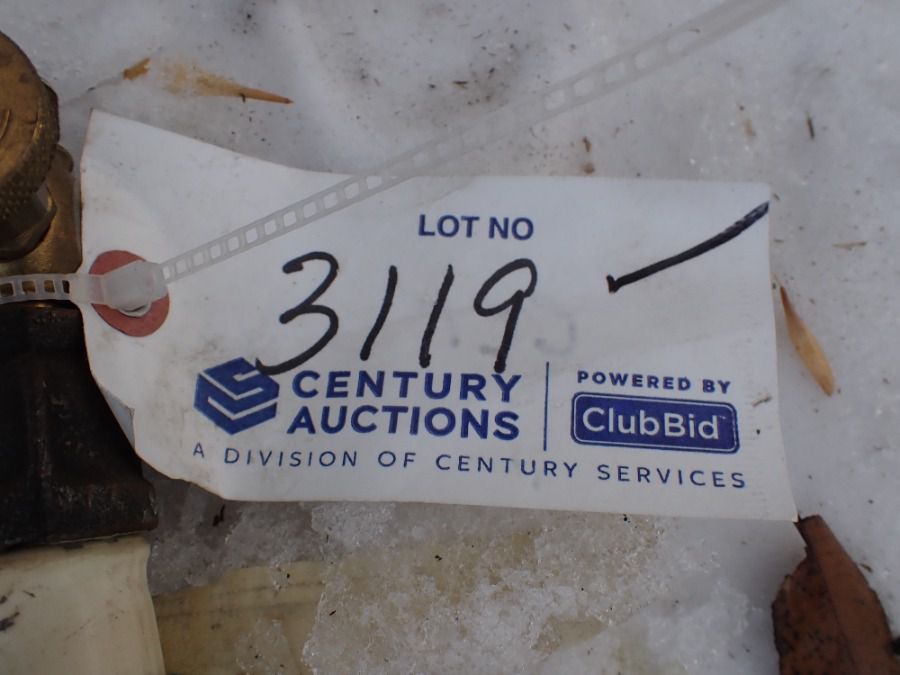 LOT NO
3119 -
CENTURY
AUCTIONS
POWERED BY
ClubBid
A DIVISION OF CENTURY SERVICES